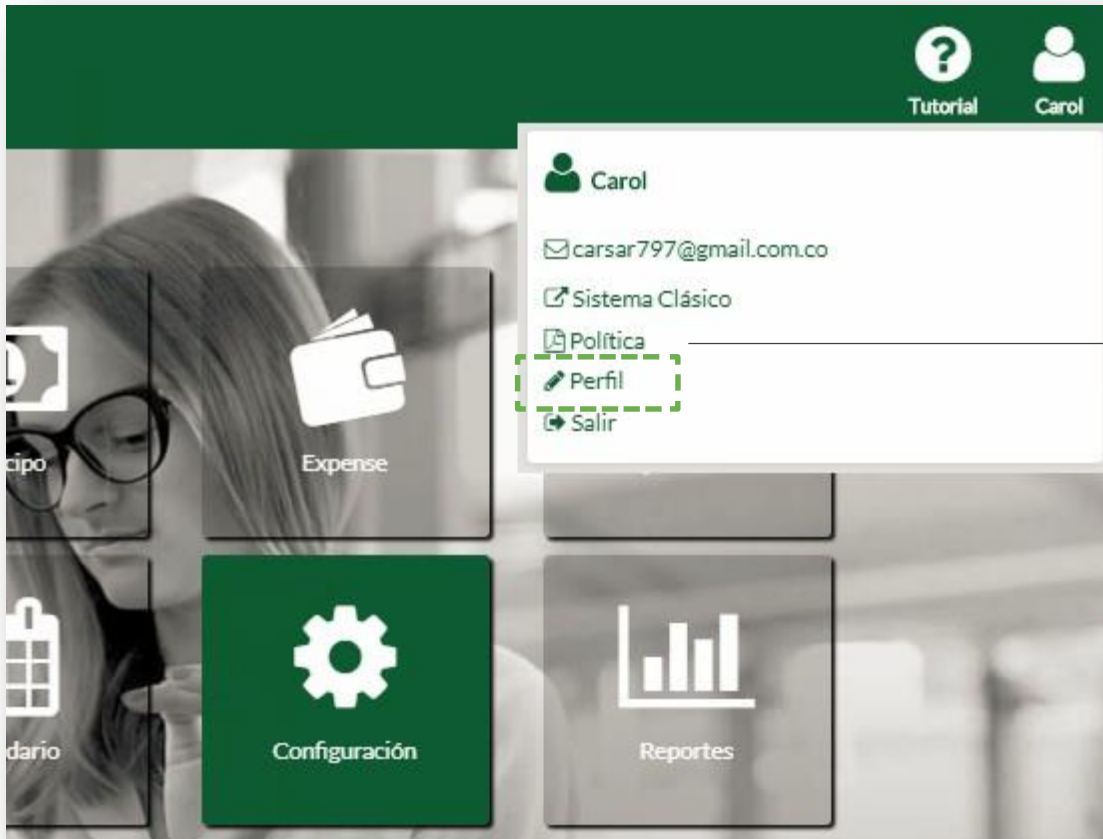 Tutorial Carol
Carol
carsar797@gmail.com.co
Sistema Clásico
Política
Perfil
Salir
cipo Expense
dario Configuración Reportes